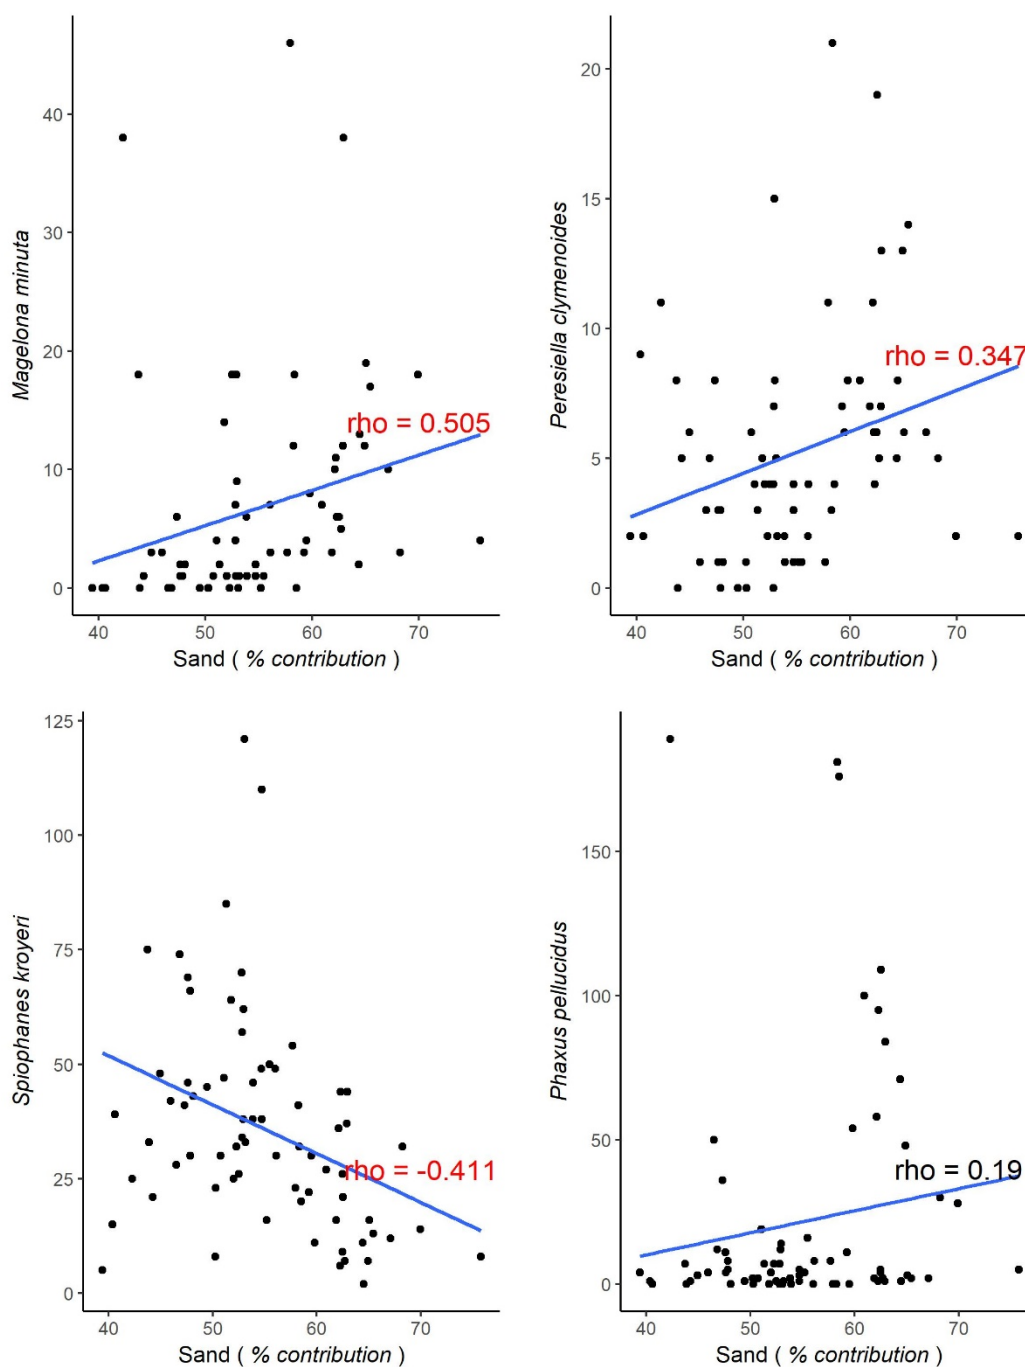 Magelona minuta
40
30
20
10
0
rho = 0.505
40 50 60 70
Sand ( % contribution )
Peresiella clymenoides
20
15
10
5
0
rho = 0.347
40 50 60 70
Sand ( % contribution )
Spiophanes kroyeri
125
100
75
50
25
0
rho = -0.411
40 50 60 70
Sand ( % contribution )
Phaxus pellucidus
150
100
50
0
rho = 0.19
40 50 60 70
Sand ( % contribution )